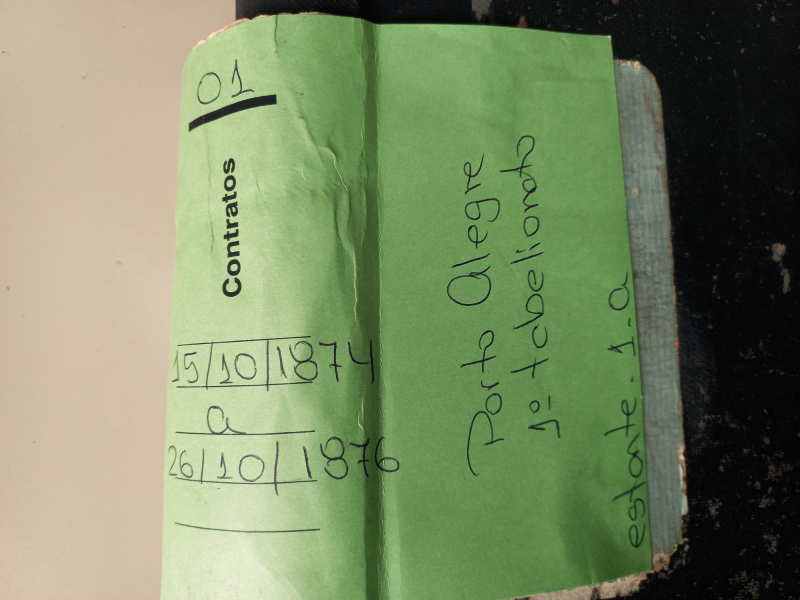 01
Contratos
15/10/1874
a
26/10/1876
Porto Alegre
1º tabelionato
estante - 1.a